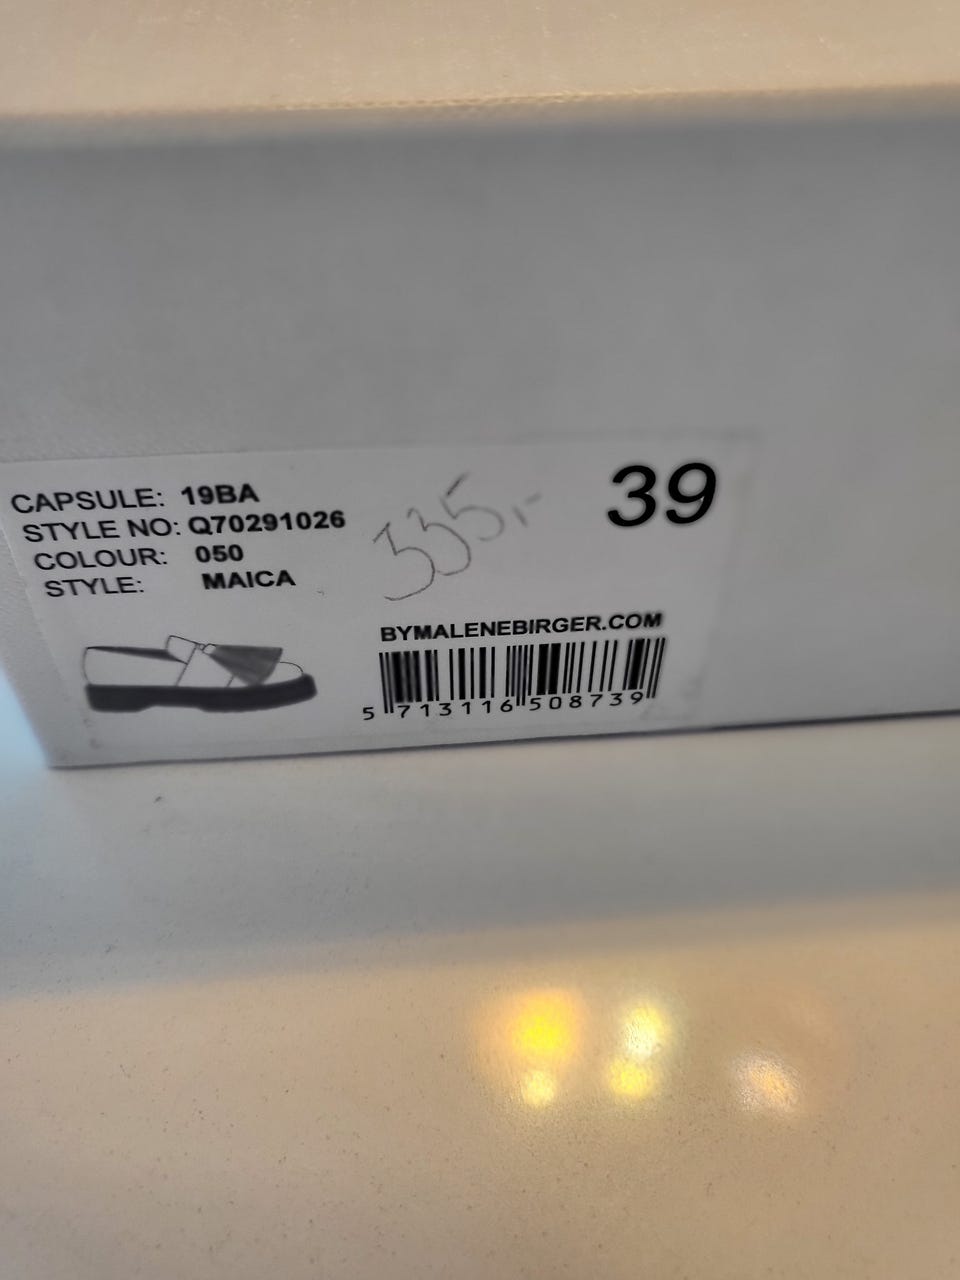 CAPSULE: 19BA
STYLE NO: Q70291026
COLOUR: 050
STYLE: MAICA
335,-
39
BYMALENEBIRGER.COM
5 713116 508739